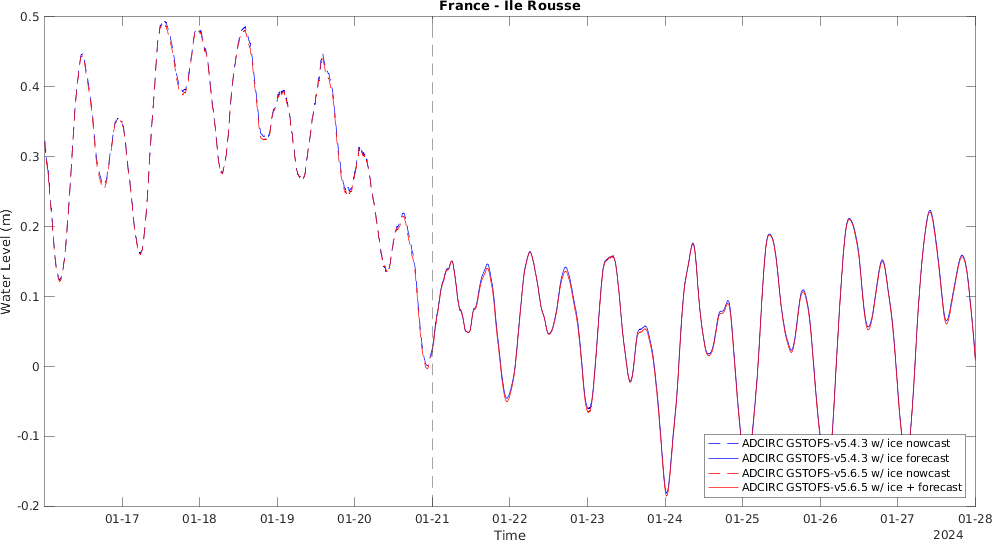 France - Ile Rousse
Water Level (m)
0.5
0.4
0.3
0.2
0.1
0
-0.1
-0.2
ADCIRC GSTOFS-v5.4.3 w/ ice nowcast
ADCIRC GSTOFS-v5.4.3 w/ ice forecast
ADCIRC GSTOFS-v5.6.5 w/ ice nowcast
ADCIRC GSTOFS-v5.6.5 w/ ice + forecast
01-17 01-18 01-19 01-20 01-21 01-22 01-23 01-24 01-25 01-26 01-27 01-28
Time
2024